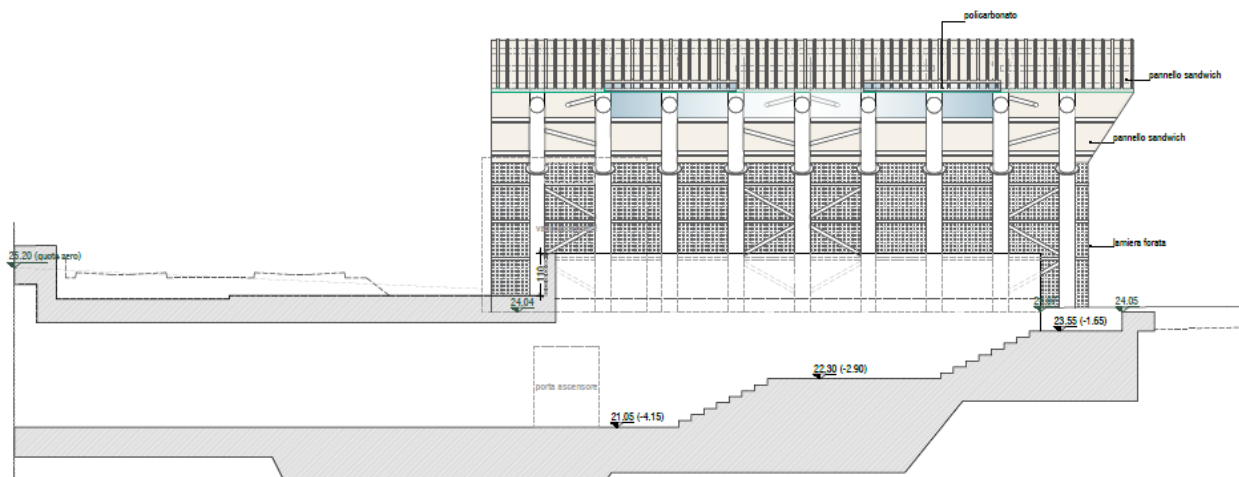 policarbonato
pannello sandwich
pannello sandwich
lamiera forata
25.20 (quota zero)
110
24.04
24.05
23.55 (-1.65)
22.30 (-2.90)
porta ascensore
21.05 (-4.15)